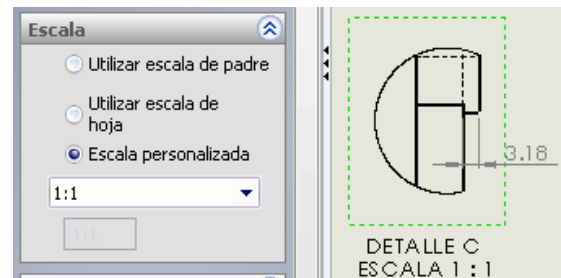 Escala
Utilizar escala de padre
Utilizar escala de
hoja
Escala personalizada
1:1
1:1
3.18
DETALLE C
ESCALA 1 : 1